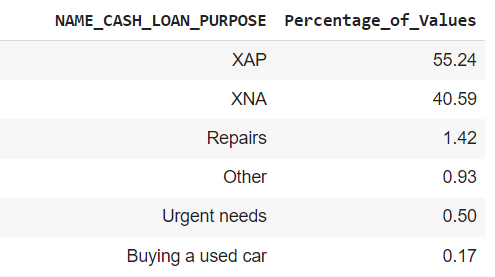 NAME_CASH_LOAN_PURPOSE Percentage_of_Values
XAP 55.24
XNA 40.59
Repairs 1.42
Other 0.93
Urgent needs 0.50
Buying a used car 0.17